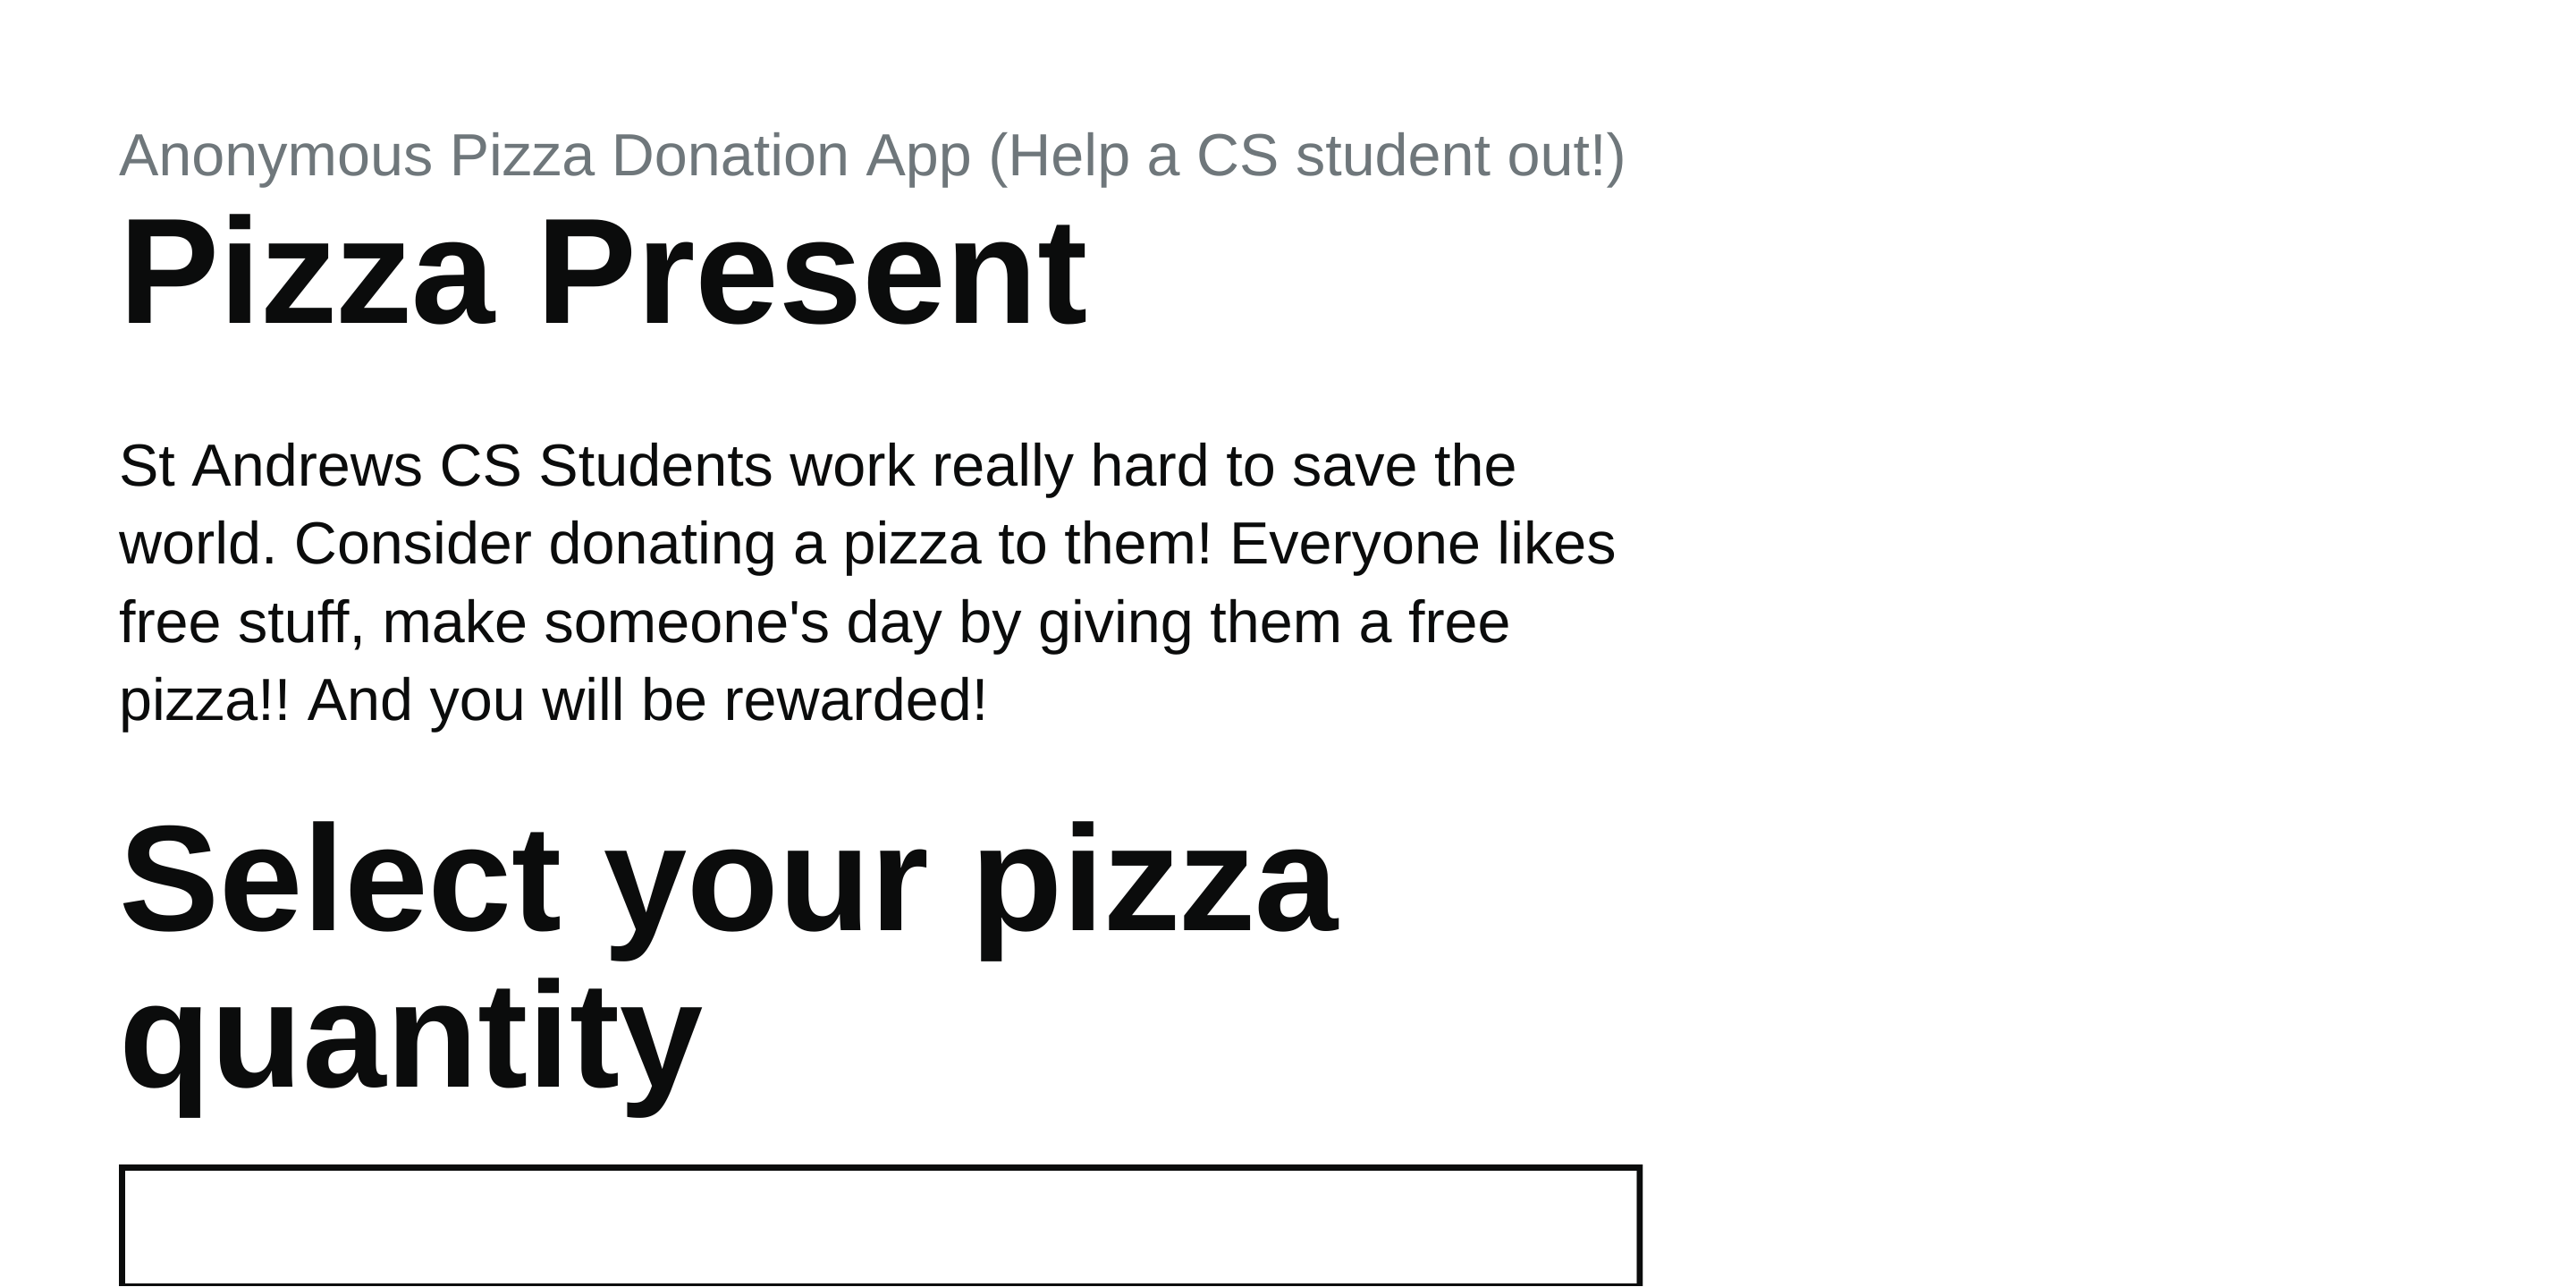 Anonymous Pizza Donation App (Help a CS student out!)
Pizza Present
St Andrews CS Students work really hard to save the
world. Consider donating a pizza to them! Everyone likes
free stuff, make someone's day by giving them a free
pizza!! And you will be rewarded!
Select your pizza
quantity